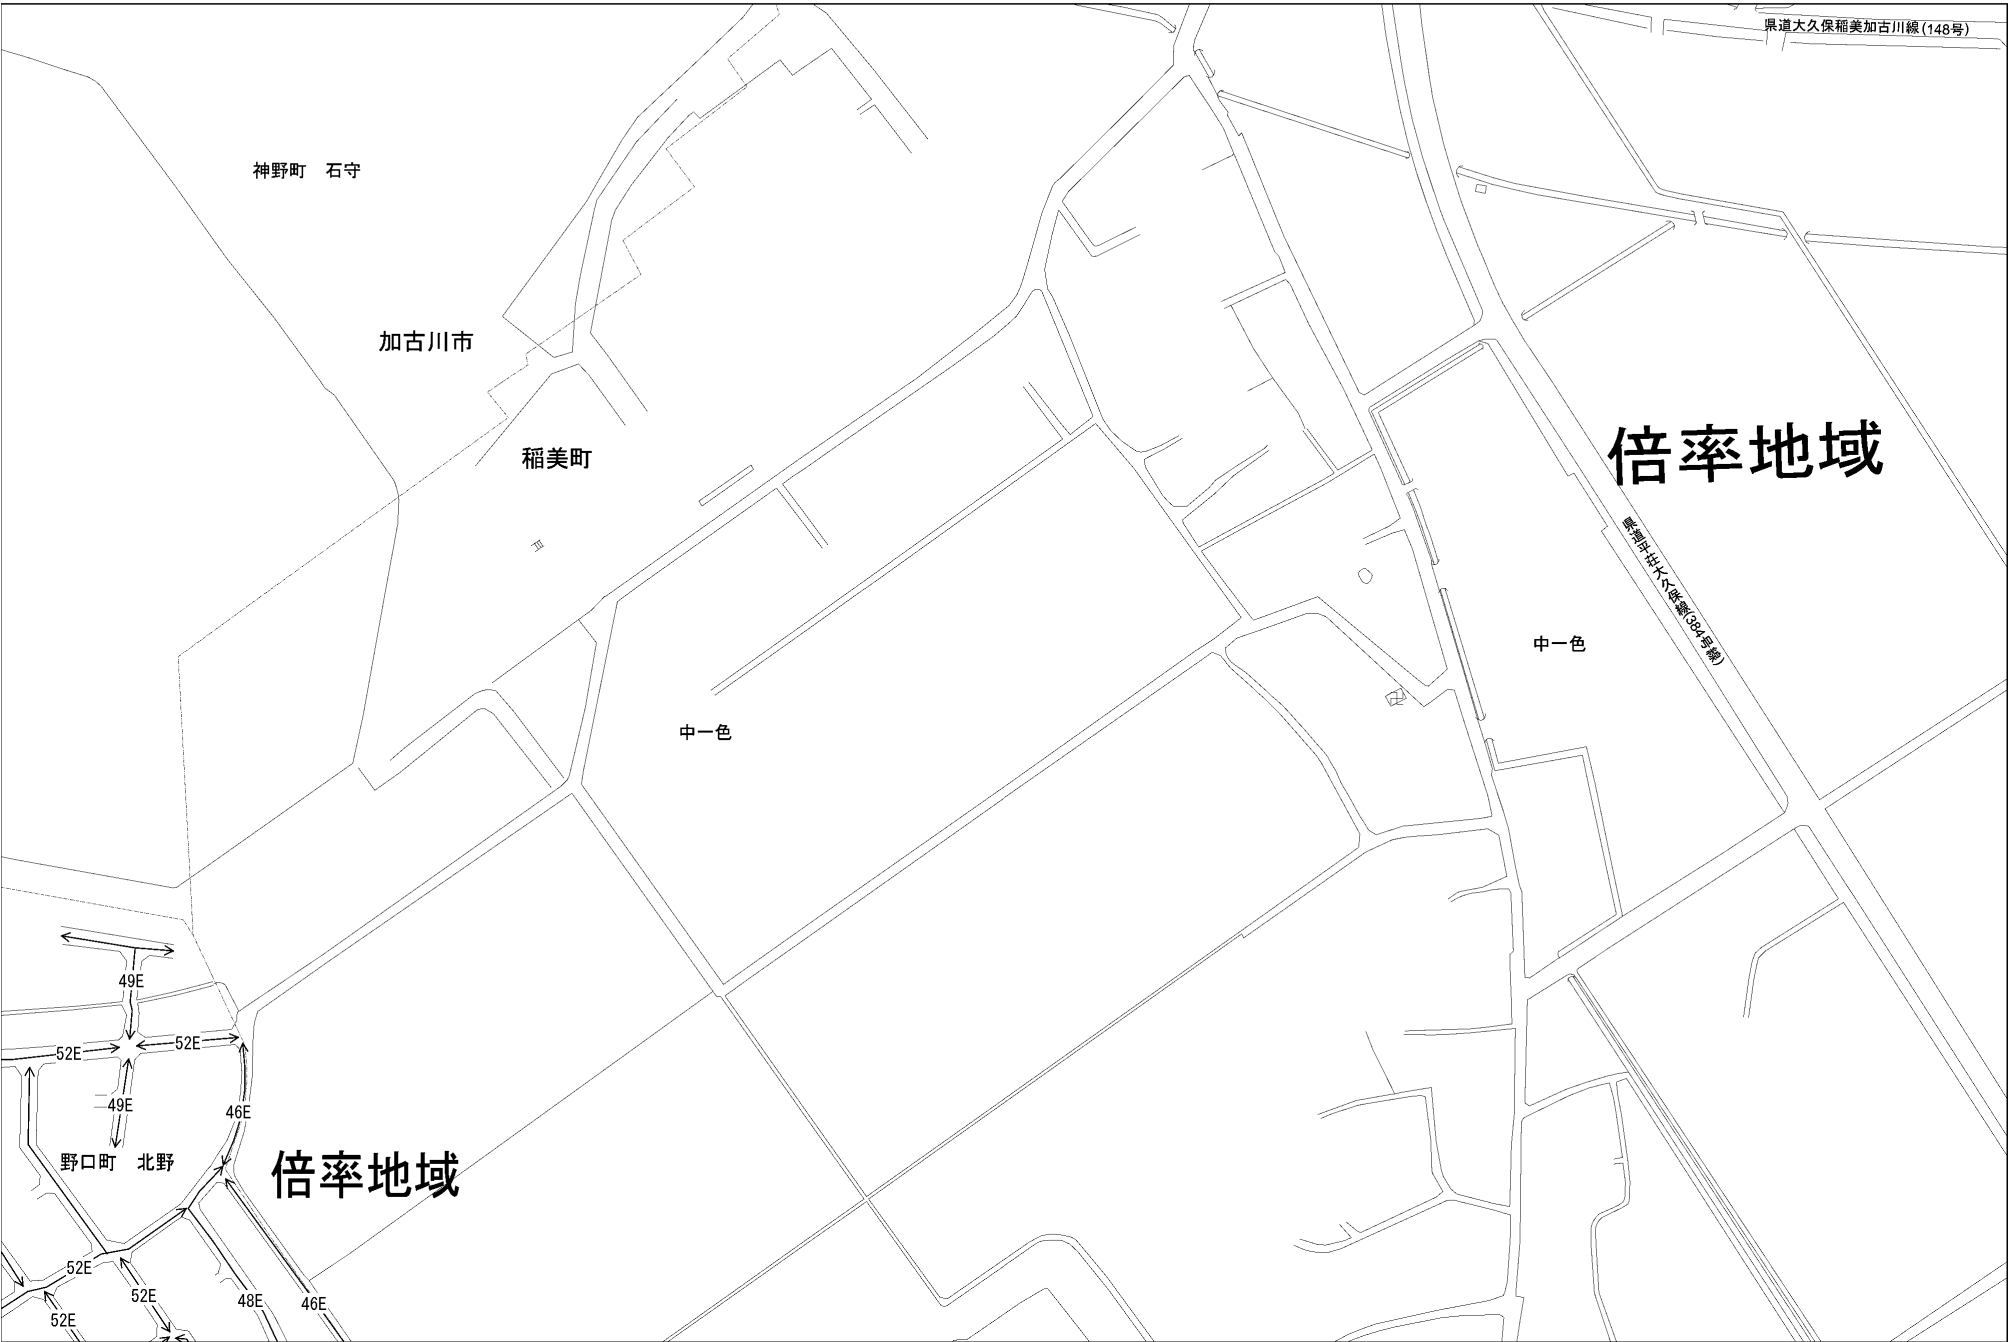 県道大久保稲美加古川線(148号)
神野町　石守
加古川市
稲美町
倍率地域
県道平荘大久保線(384号線)
中一色
中一色
49E
52E
52E
49E
46E
野口町　北野
倍率地域
52E
52E
52E
48E
46E